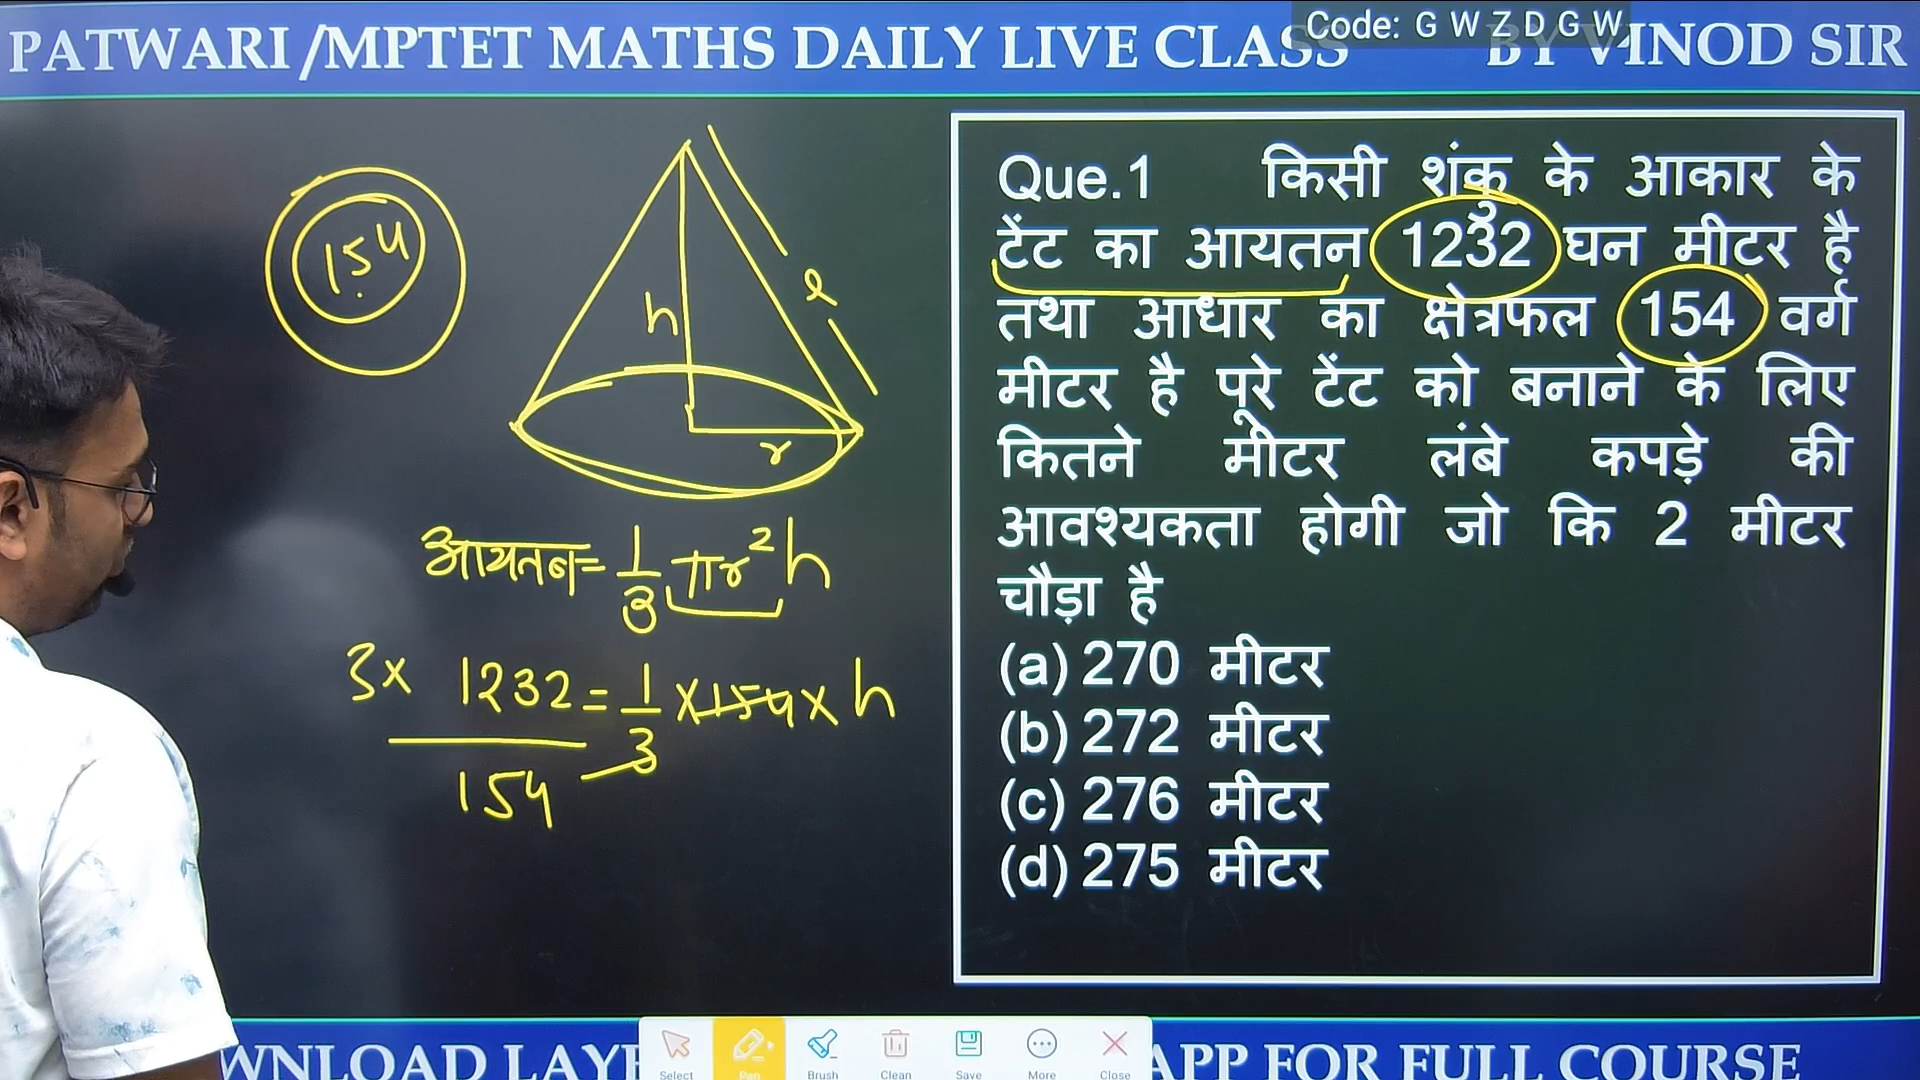 Code: G W Z D G W
PATWARI /MPTET MATHS DAILY LIVE CLASS BY VINOD SIR
154
h
l
r
आयतन = 1/3 πr²h
3x 1232 = 1/3 x 154 x h
154
Que.1 किसी शंकु के आकार के
टेंट का आयतन 1232 घन मीटर है
तथा आधार का क्षेत्रफल 154 वर्ग
मीटर है पूरे टेंट को बनाने के लिए
कितने मीटर लंबे कपड़े की
आवश्यकता होगी जो कि 2 मीटर
चौड़ा है
(a) 270 मीटर
(b) 272 मीटर
(c) 276 मीटर
(d) 275 मीटर
WNLOAD LAYE
APP FOR FULL COURSE
Select Pen Brush Clean Save More Close